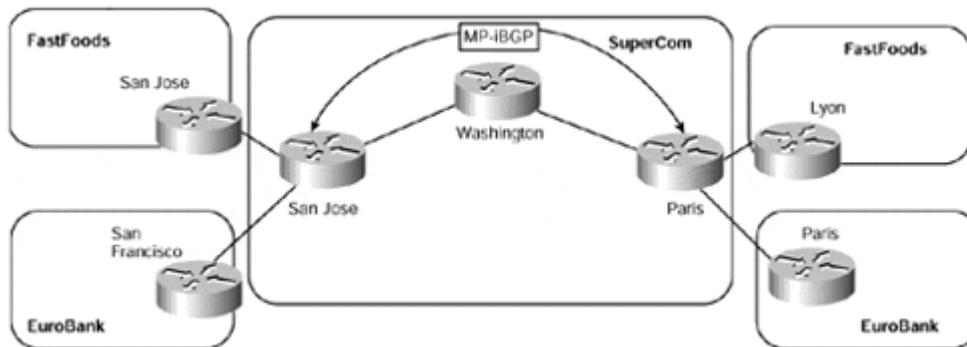 FastFoods
San Jose
MP-iBGP
SuperCom
FastFoods
Lyon
Washington
San Jose
Paris
San
Francisco
EuroBank
Paris
EuroBank